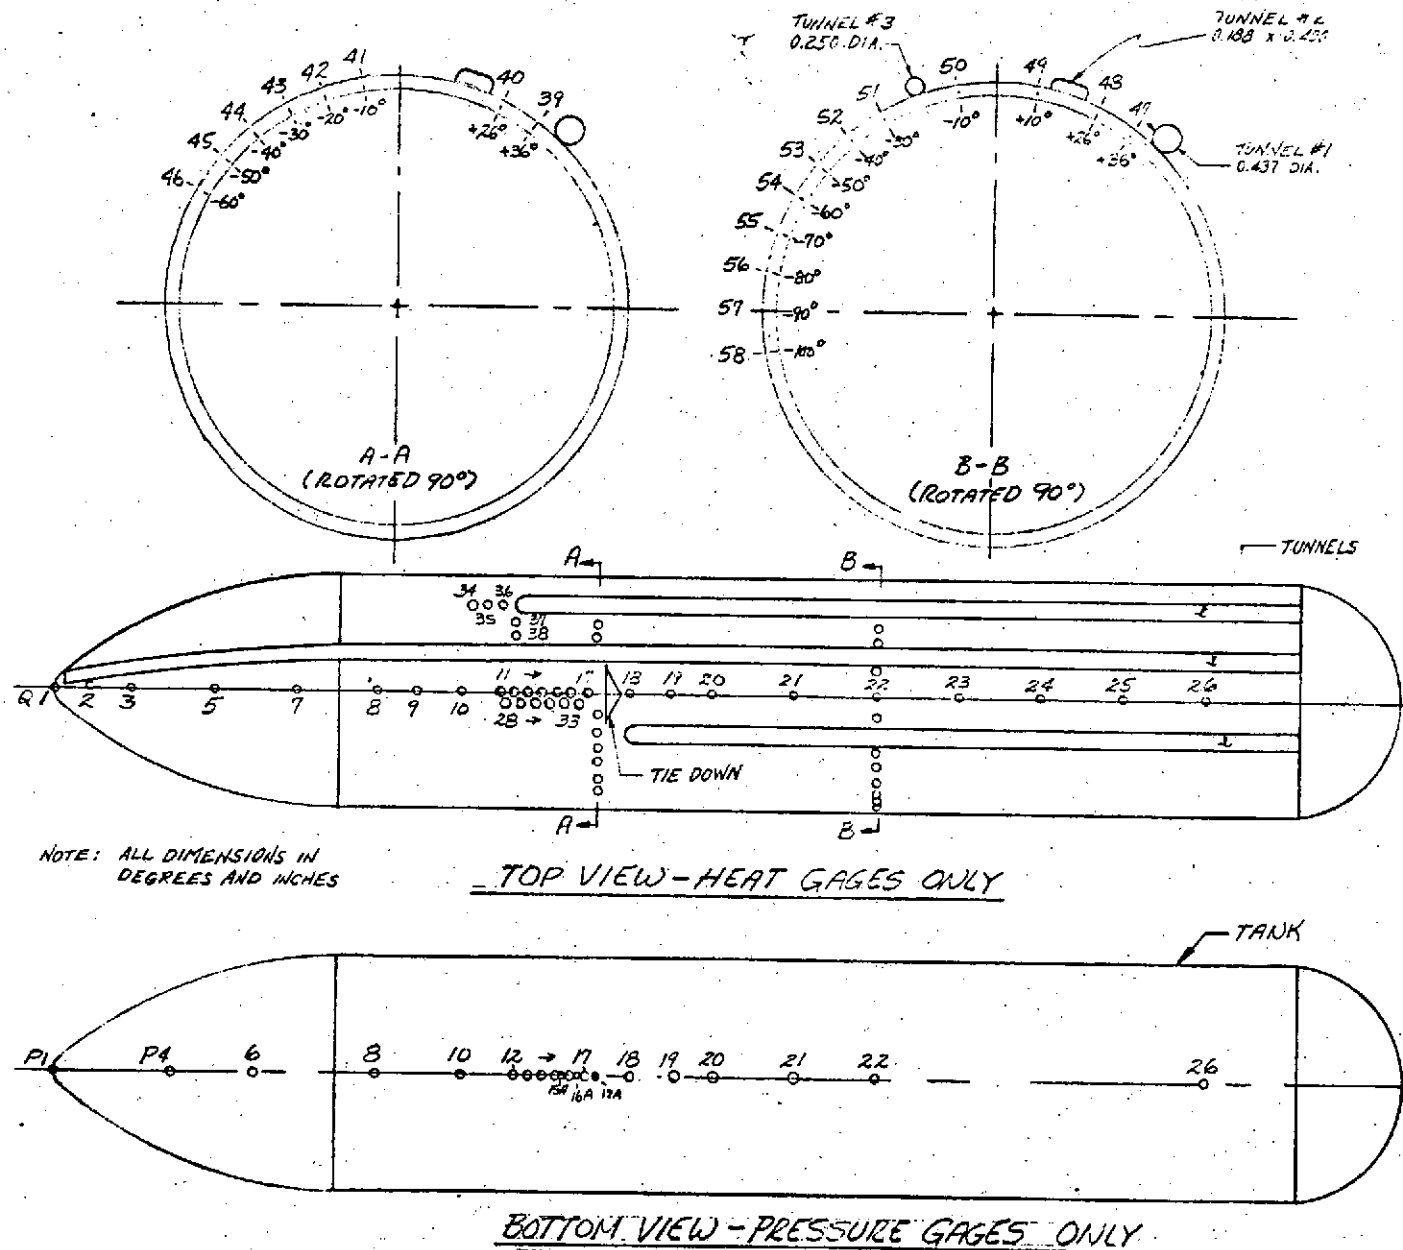 TUNNEL #3
0.250 DIA.
TUNNEL #2
0.188 x
41
42
43
44
45
46
40
39
-10°
-20°
-30°
-40°
-50°
-60°
+26°
+36°
A-A
(ROTATED 90°)
50
49
48
47
51
52
53
54
55
56
57
58
-10°
+10°
+26°
+36°
-30°
-40°
-50°
-60°
-70°
-80°
-90°
-100°
TUNNEL #1
0.437 DIA.
B-B
(ROTATED 90°)
TUNNELS
A
B
34
36
35
37
38
11 →
17
18
19
20
21
22
23
24
25
26
Q1
2
3
5
7
8
9
10
28 → 33
TIE DOWN
A
B
NOTE: ALL DIMENSIONS IN
DEGREES AND INCHES
TOP VIEW-HEAT GAGES ONLY
TANK
P1
P4
6
8
10
12 → 17
18
19
20
21
22
26
15A
16A
17A
BOTTOM VIEW-PRESSURE GAGES ONLY